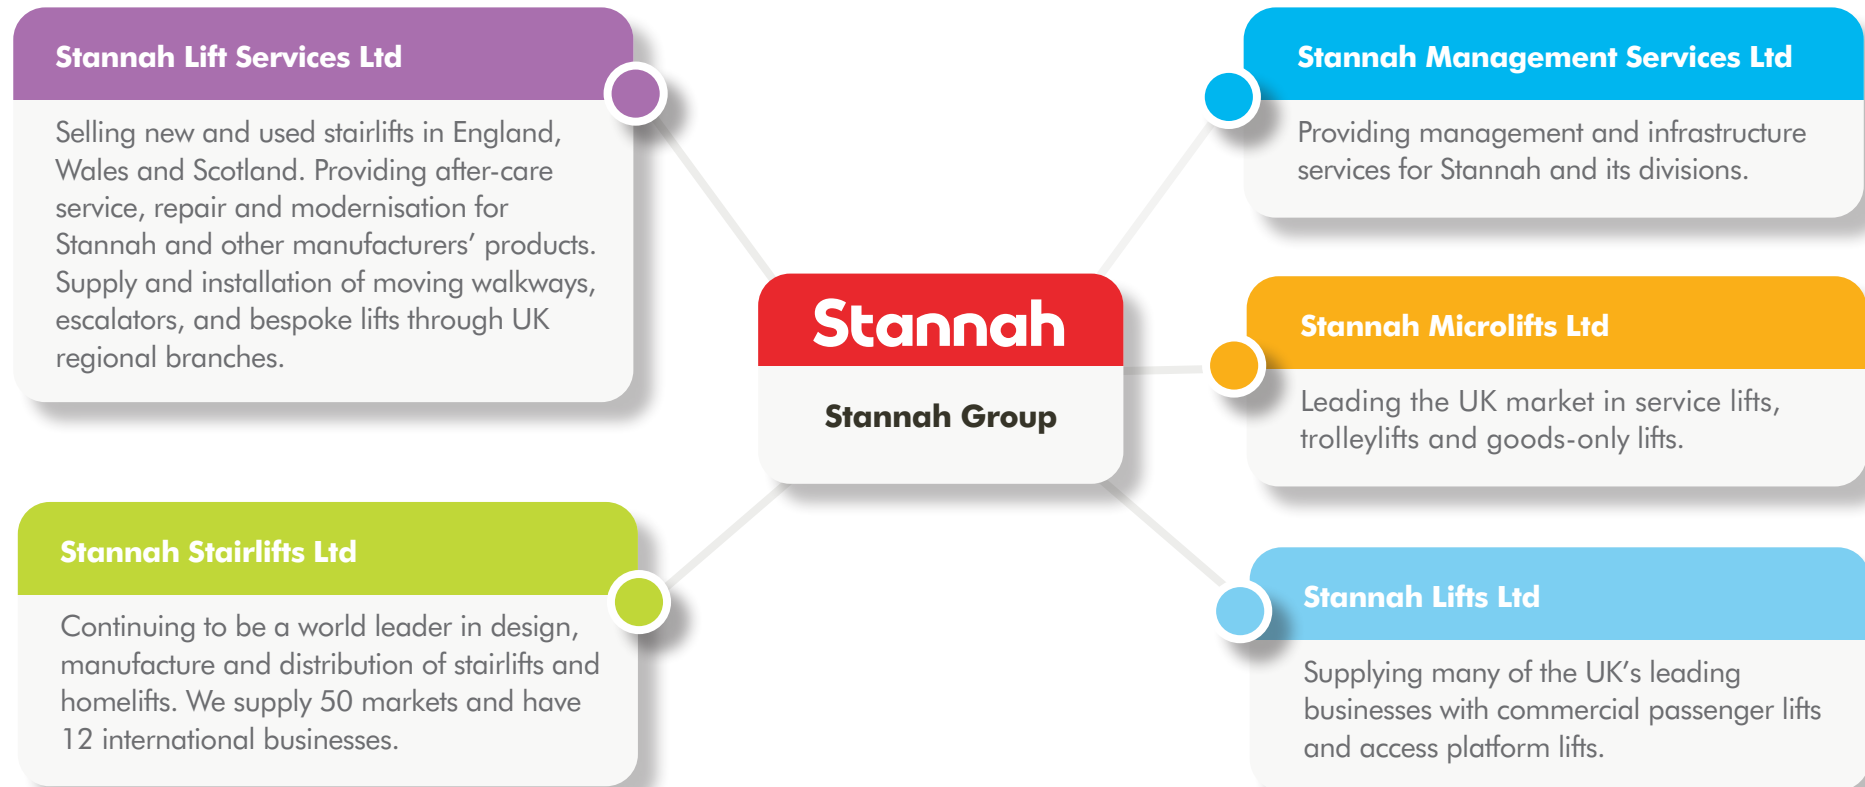 Stannah Lift Services Ltd
Selling new and used stairlifts in England,
Wales and Scotland. Providing after-care
service, repair and modernisation for
Stannah and other manufacturers’ products.
Supply and installation of moving walkways,
escalators, and bespoke lifts through UK
regional branches.
Stannah Stairlifts Ltd
Continuing to be a world leader in design,
manufacture and distribution of stairlifts and
homelifts. We supply 50 markets and have
12 international businesses.
Stannah
Stannah Group
Stannah Management Services Ltd
Providing management and infrastructure
services for Stannah and its divisions.
Stannah Microlifts Ltd
Leading the UK market in service lifts,
trolleylifts and goods-only lifts.
Stannah Lifts Ltd
Supplying many of the UK’s leading
businesses with commercial passenger lifts
and access platform lifts.